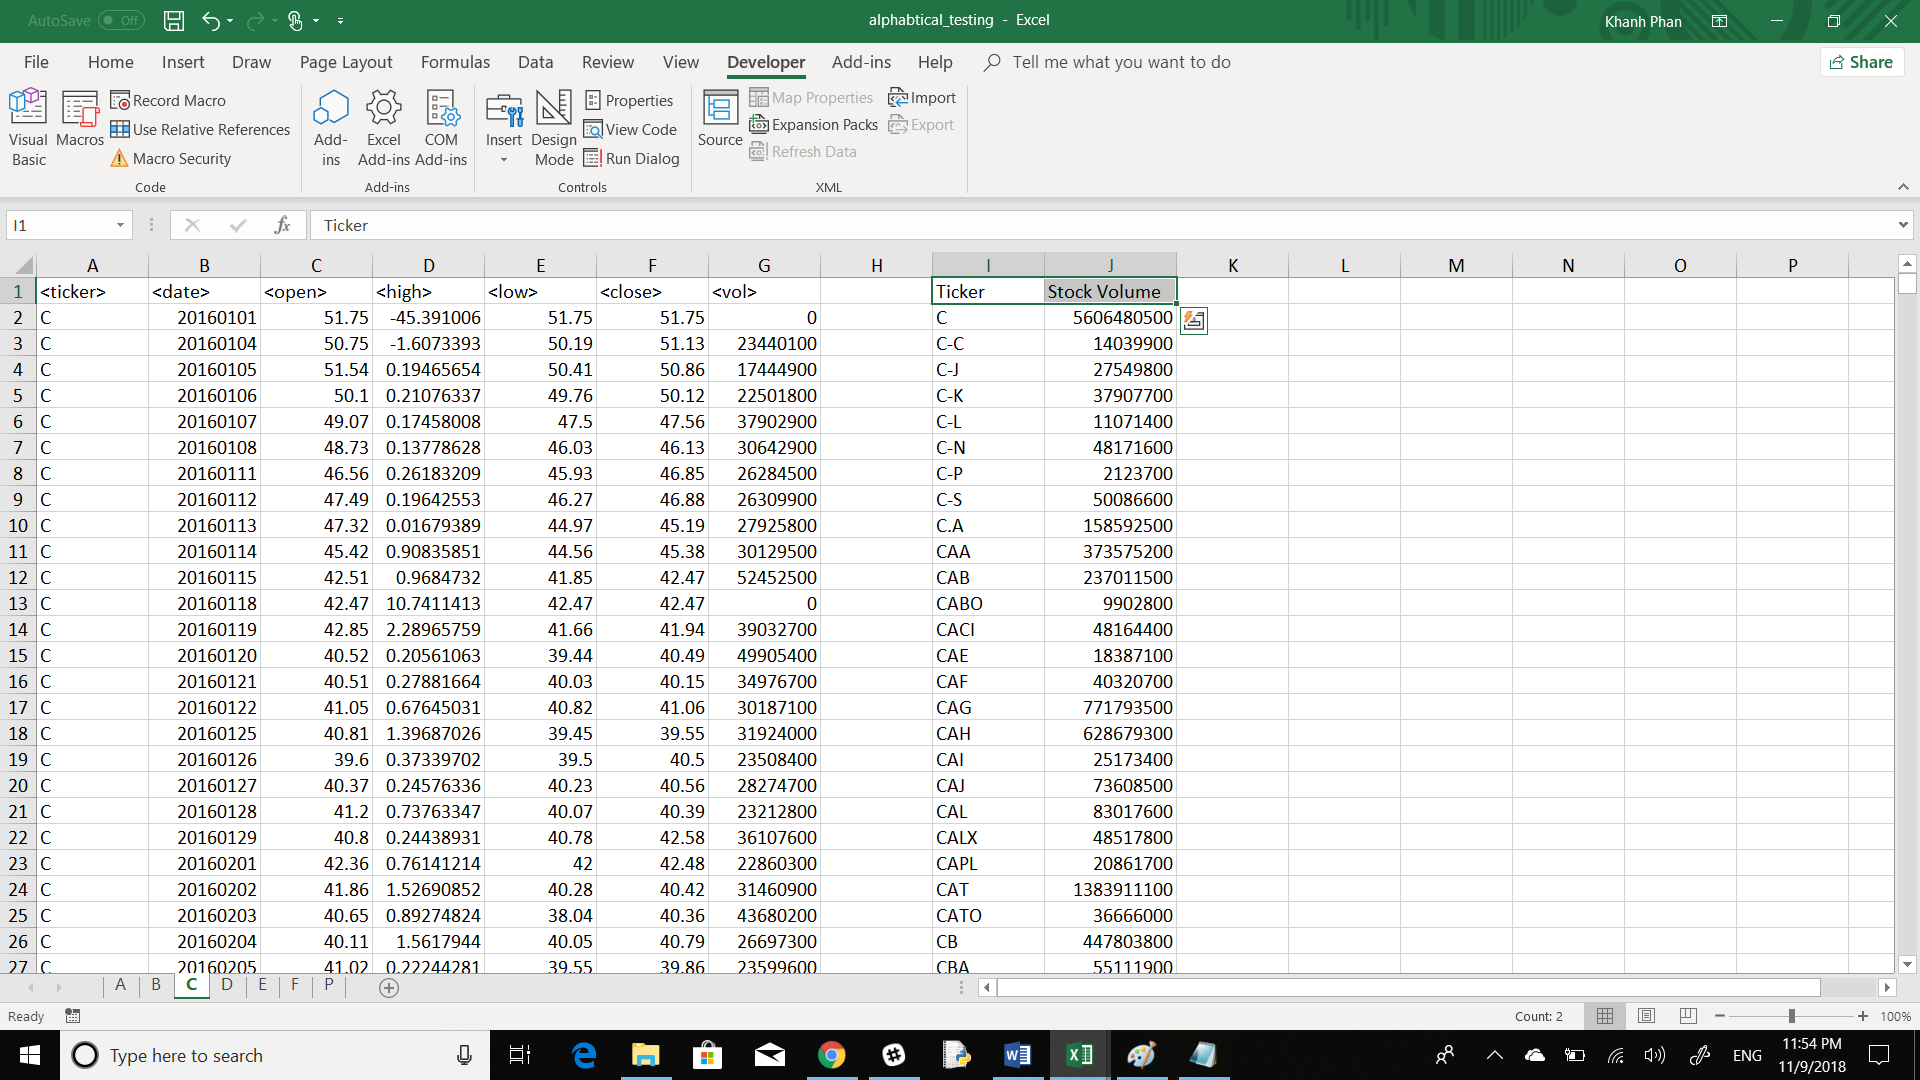 AutoSave Off
alphabtical_testing - Excel
Khanh Phan
File Home Insert Draw Page Layout Formulas Data Review View Developer Add-ins Help Tell me what you want to do Share
Visual Basic
Macros
Record Macro
Use Relative References
Macro Security
Code
Add-ins
Excel Add-ins
COM Add-ins
Add-ins
Insert
Design Mode
Properties
View Code
Run Dialog
Controls
Source
Map Properties
Expansion Packs
Refresh Data
Import
Export
XML
I1 fx Ticker
A B C D E F G H I J K L M N O P
1 <ticker> <date> <open> <high> <low> <close> <vol> Ticker Stock Volume
2 C 20160101 51.75 -45.391006 51.75 51.75 0 C 5606480500
3 C 20160104 50.75 -1.6073393 50.19 51.13 23440100 C-C 14039900
4 C 20160105 51.54 0.19465654 50.41 50.86 17444900 C-J 27549800
5 C 20160106 50.1 0.21076337 49.76 50.12 22501800 C-K 37907700
6 C 20160107 49.07 0.17458008 47.5 47.56 37902900 C-L 11071400
7 C 20160108 48.73 0.13778628 46.03 46.13 30642900 C-N 48171600
8 C 20160111 46.56 0.26183209 45.93 46.85 26284500 C-P 2123700
9 C 20160112 47.49 0.19642553 46.27 46.88 26309900 C-S 50086600
10 C 20160113 47.32 0.01679389 44.97 45.19 27925800 C.A 158592500
11 C 20160114 45.42 0.90835851 44.56 45.38 30129500 CAA 373575200
12 C 20160115 42.51 0.9684732 41.85 42.47 52452500 CAB 237011500
13 C 20160118 42.47 10.7411413 42.47 42.47 0 CABO 9902800
14 C 20160119 42.85 2.28965759 41.66 41.94 39032700 CACI 48164400
15 C 20160120 40.52 0.20561063 39.44 40.49 49905400 CAE 18387100
16 C 20160121 40.51 0.27881664 40.03 40.15 34976700 CAF 40320700
17 C 20160122 41.05 0.67645031 40.82 41.06 30187100 CAG 771793500
18 C 20160125 40.81 1.39687026 39.45 39.55 31924000 CAH 628679300
19 C 20160126 39.6 0.37339702 39.5 40.5 23508400 CAI 25173400
20 C 20160127 40.37 0.24576336 40.23 40.56 28274700 CAJ 73608500
21 C 20160128 41.2 0.73763347 40.07 40.39 23212800 CAL 83017600
22 C 20160129 40.8 0.24438931 40.78 42.58 36107600 CALX 48517800
23 C 20160201 42.36 0.76141214 42 42.48 22860300 CAPL 20861700
24 C 20160202 41.86 1.52690852 40.28 40.42 31460900 CAT 1383911100
25 C 20160203 40.65 0.89274824 38.04 40.36 43680200 CATO 36666000
26 C 20160204 40.11 1.5617944 40.05 40.79 26697300 CB 447803800
27 C 20160205 41.02 0.22244281 39.55 39.86 23599600 CBA 55111900
A B C D E F P
Ready Count: 2 100%
Type here to search
ENG
11:54 PM
11/9/2018